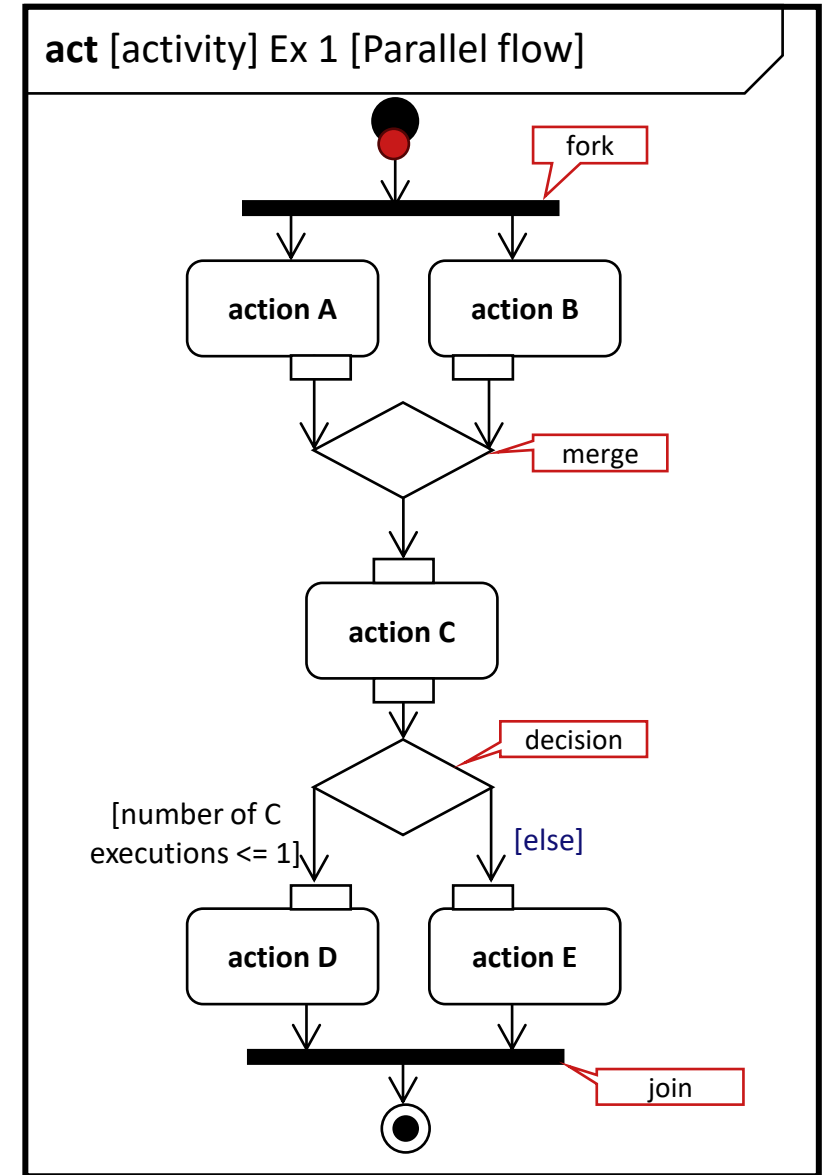 act [activity] Ex 1 [Parallel flow]
fork
action A
action B
merge
action C
decision
[number of C
executions <= 1]
[else]
action D
action E
join